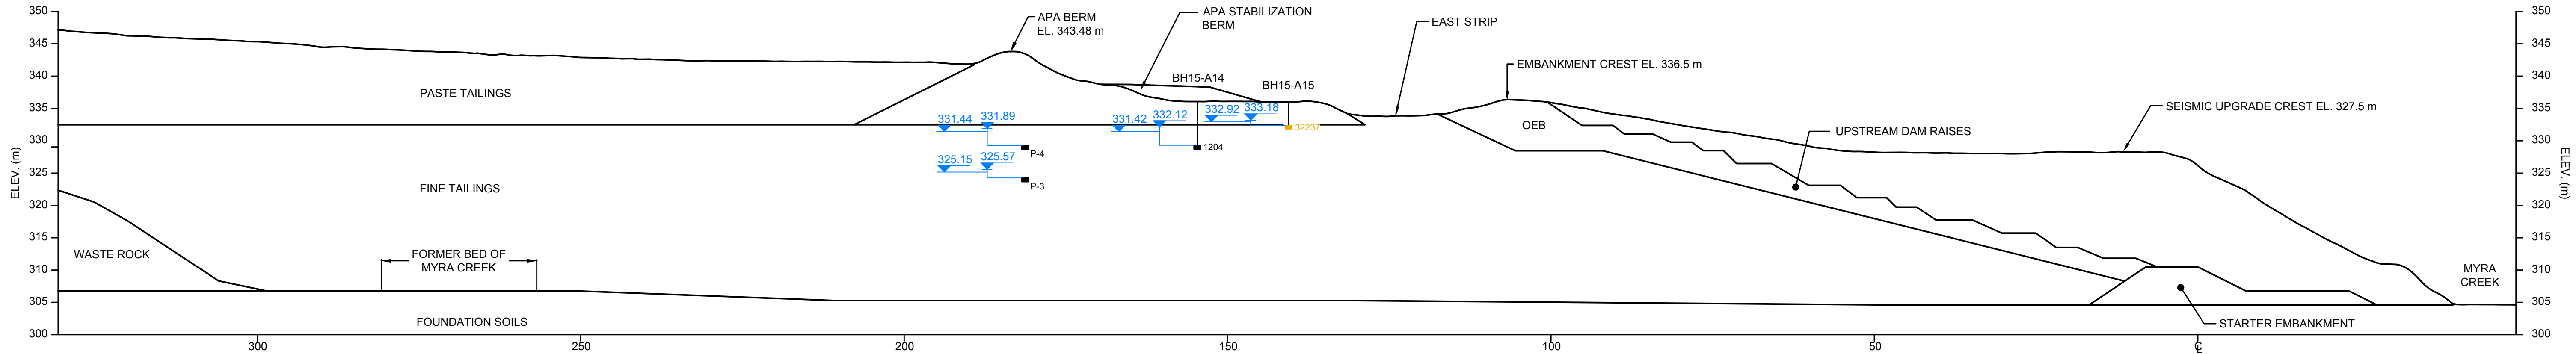 350
345
340
335
330
325
320
315
310
305
300
ELEV. (m)
APA BERM
EL. 343.48 m
APA STABILIZATION
BERM
EAST STRIP
EMBANKMENT CREST EL. 336.5 m
SEISMIC UPGRADE CREST EL. 327.5 m
UPSTREAM DAM RAISES
BH15-A14
BH15-A15
PASTE TAILINGS
OEB
331.44
331.89
331.42
332.12
332.92
333.18
32237
P-4
1204
325.15
325.57
P-3
FINE TAILINGS
WASTE ROCK
FORMER BED OF
MYRA CREEK
MYRA
CREEK
FOUNDATION SOILS
STARTER EMBANKMENT
300
250
200
150
100
50
CL
350
345
340
335
330
325
320
315
310
305
300
ELEV. (m)